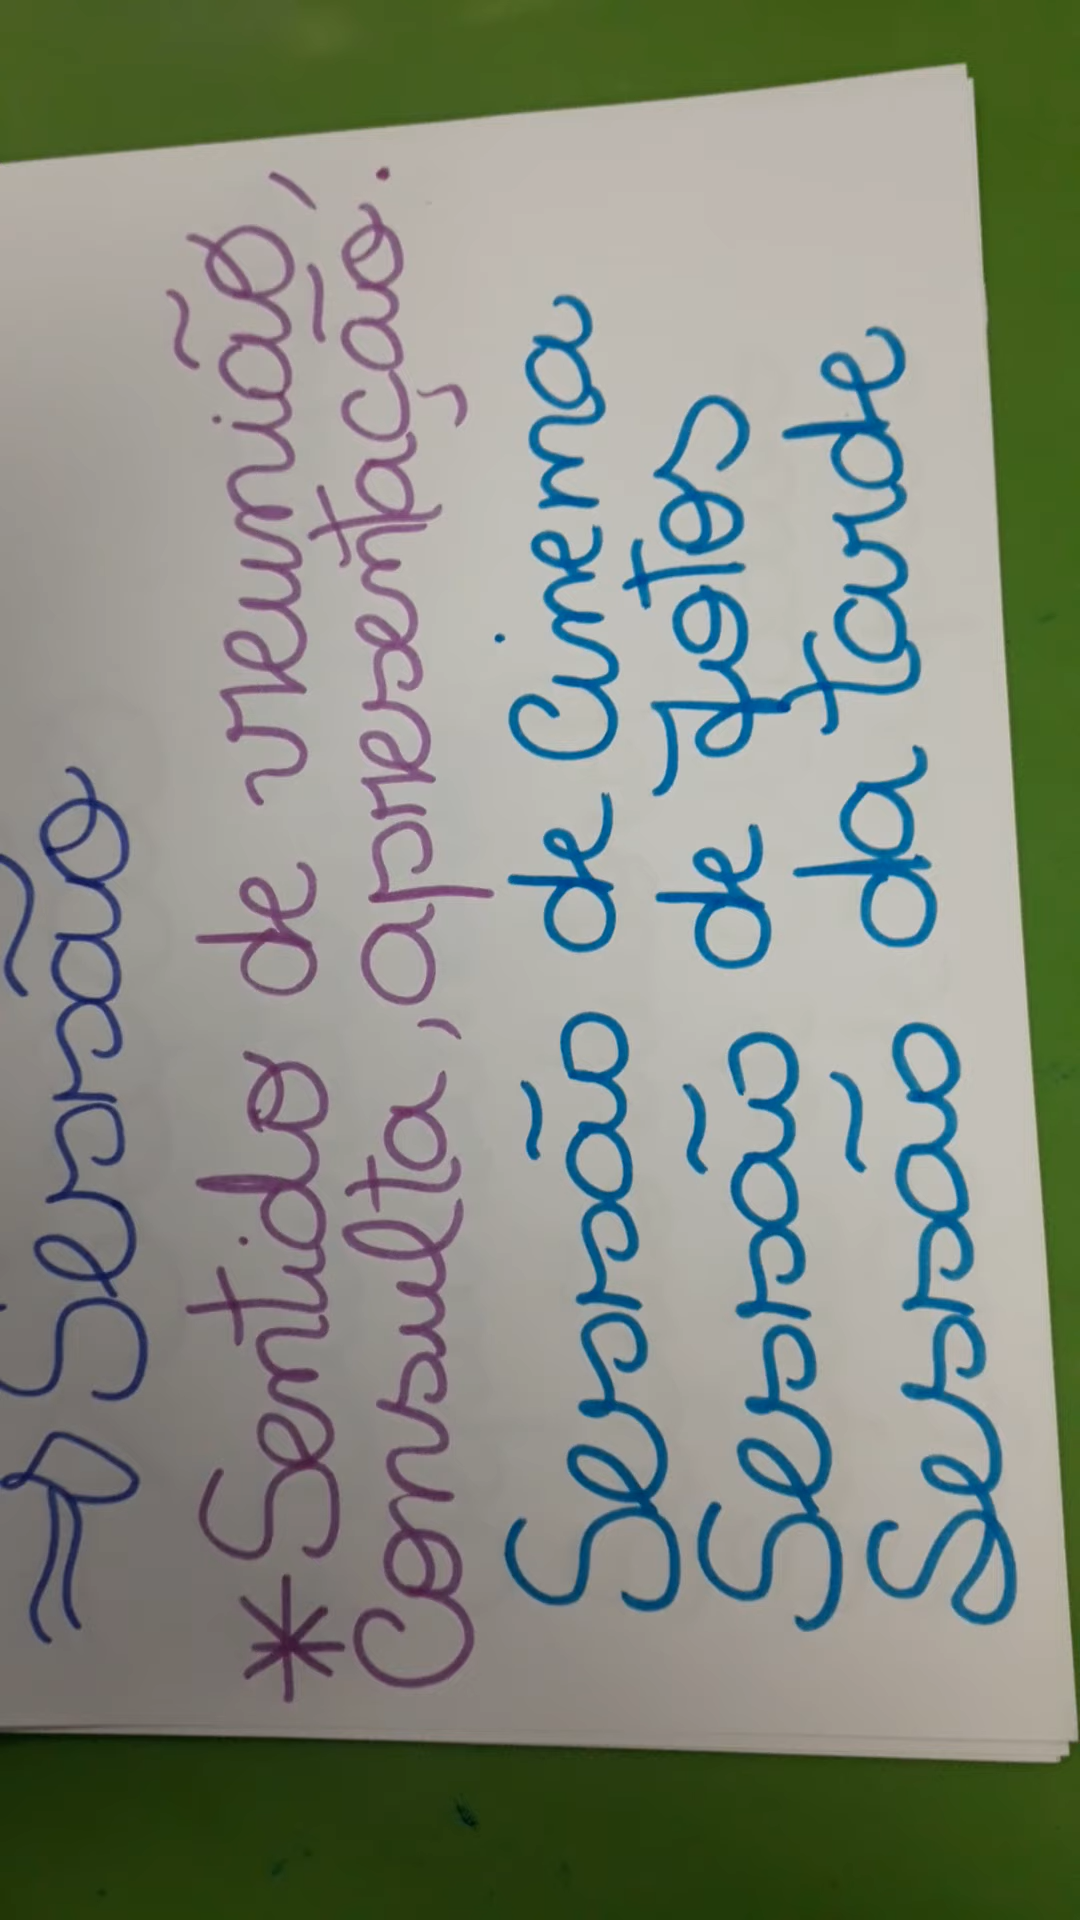 ⇒ Sessão
* Sentido de reunião,
Consulta, apresentação.
Sessão de Cinema
Sessão de fotos
Sessão da tarde